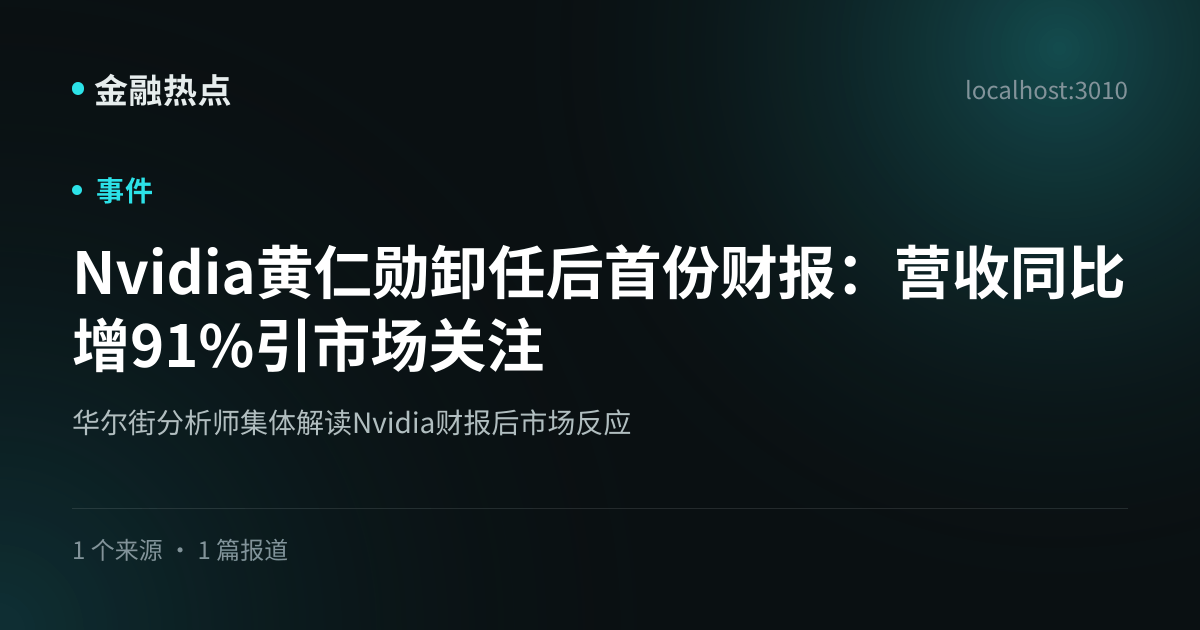 金融热点
localhost:3010
事件
Nvidia黄仁勋卸任后首份财报：营收同比
增91%引市场关注
华尔街分析师集体解读Nvidia财报后市场反应
1 个来源 · 1 篇报道